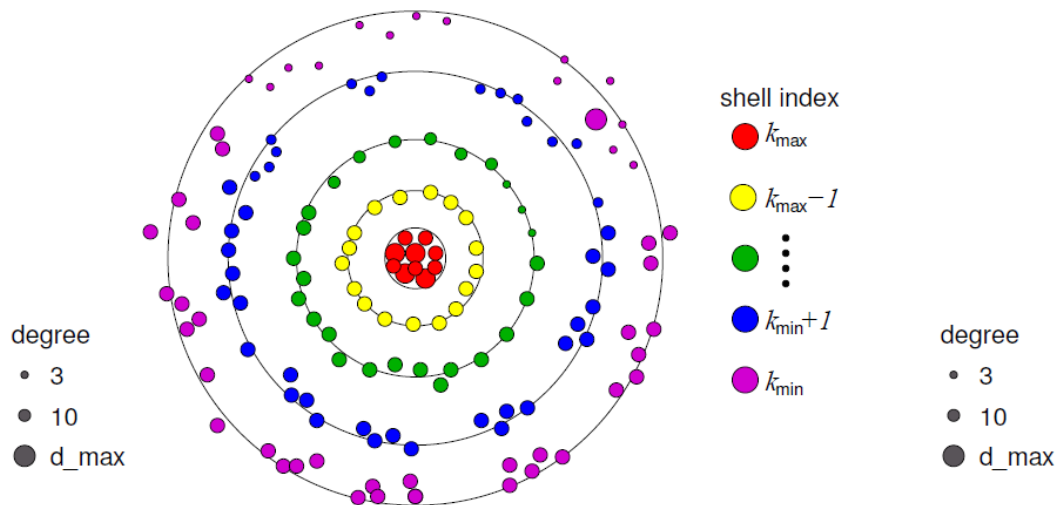 degree
3
10
d_max
shell index
kmax
kmax−1
kmin+1
kmin
degree
3
10
d_max